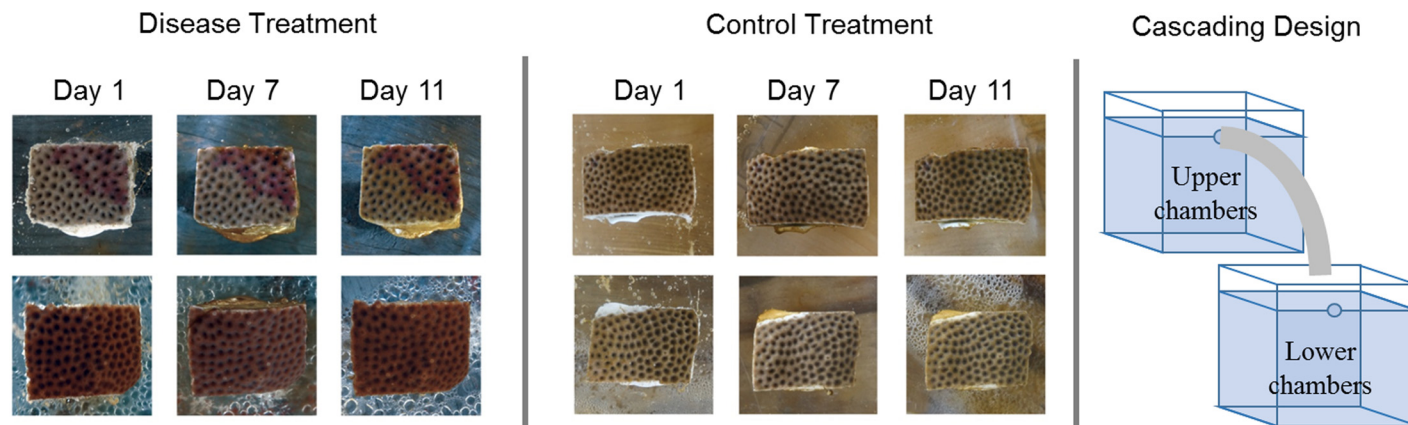 Disease Treatment
Control Treatment
Cascading Design
Day 1
Day 7
Day 11
Day 1
Day 7
Day 11
Upper
chambers
Lower
chambers